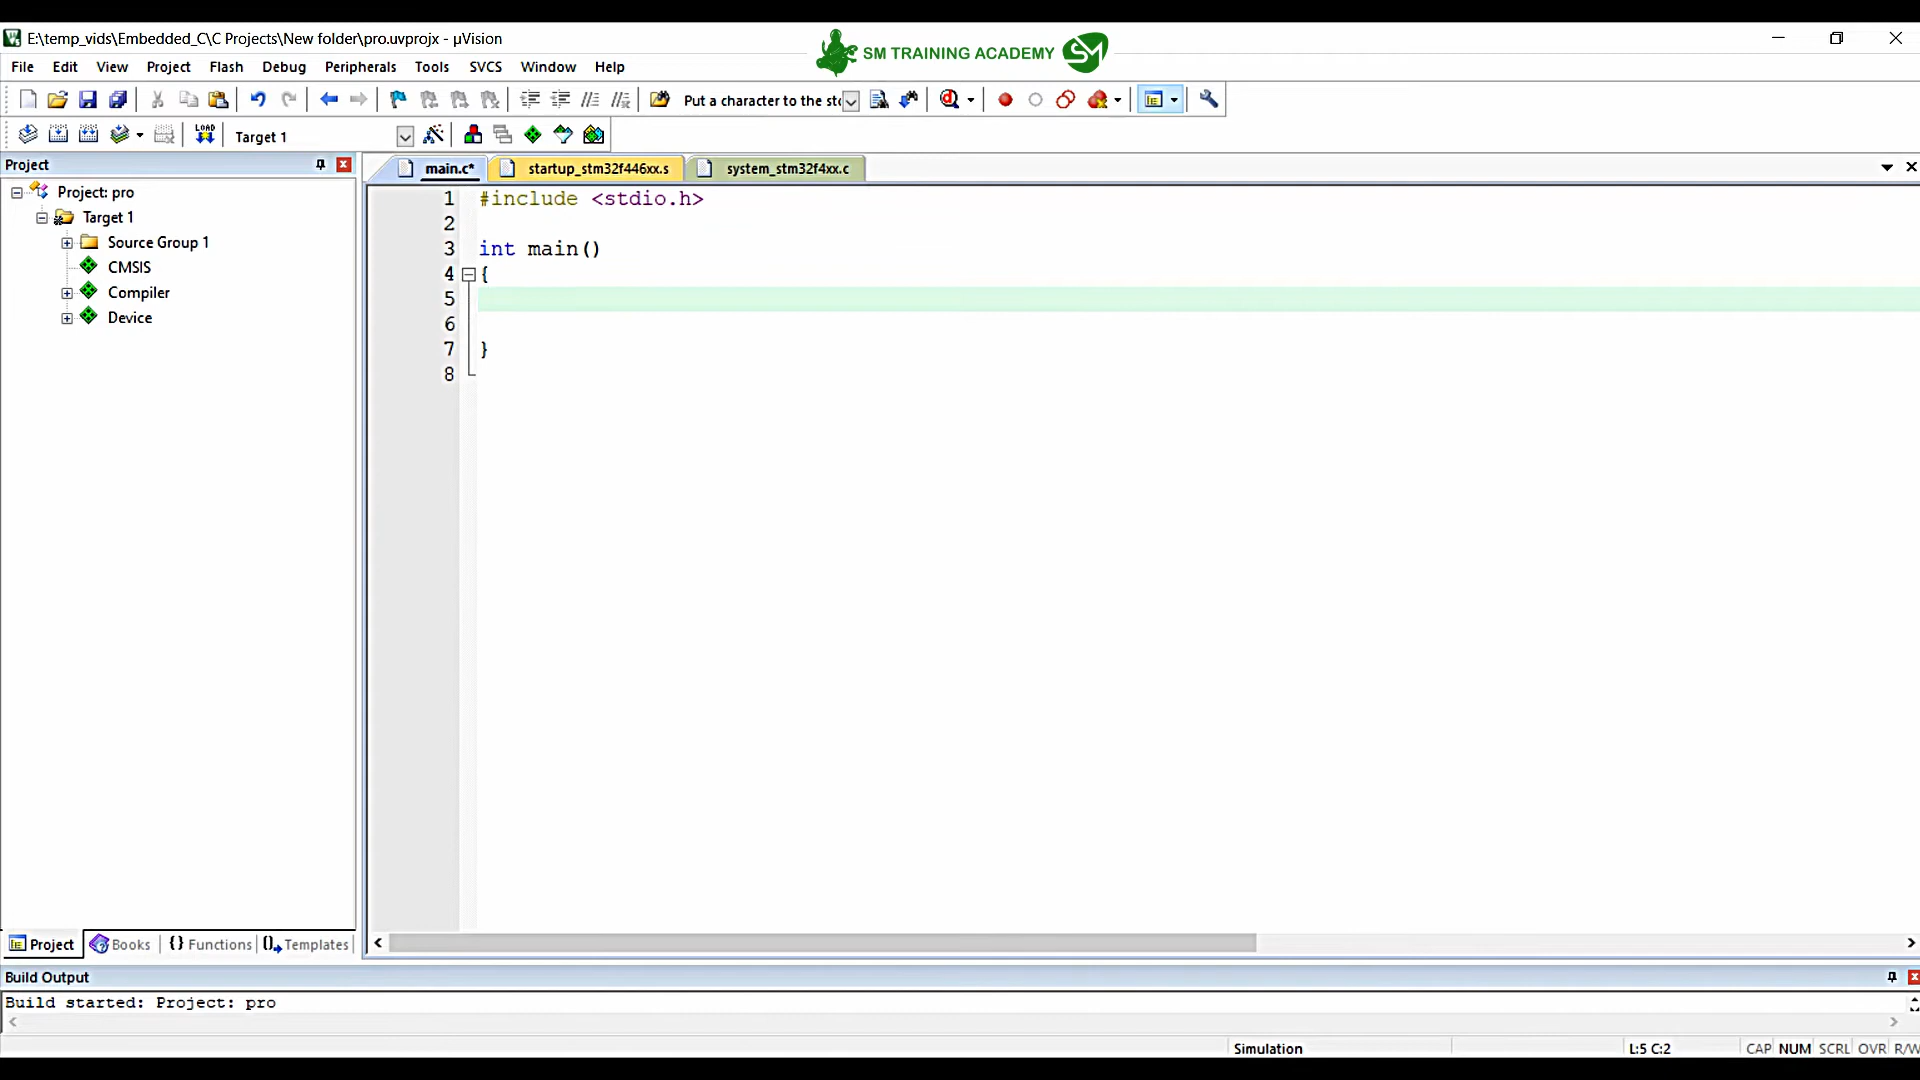 E:\temp_vids\Embedded_C\C Projects\New folder\pro.uvprojx - µVision
SM TRAINING ACADEMY SM
File Edit View Project Flash Debug Peripherals Tools SVCS Window Help
Put a character to the
LOAD Target 1
Project
main.c* startup_stm32f446xx.s system_stm32f4xx.c
Project: pro
Target 1
Source Group 1
CMSIS
Compiler
Device
1 #include <stdio.h>
2
3 int main()
4 {
5
6
7 }
8
Project Books {} Functions Templates
Build Output
Build started: Project: pro
Simulation L:5 C:2 CAP NUM SCRL OVR R/W